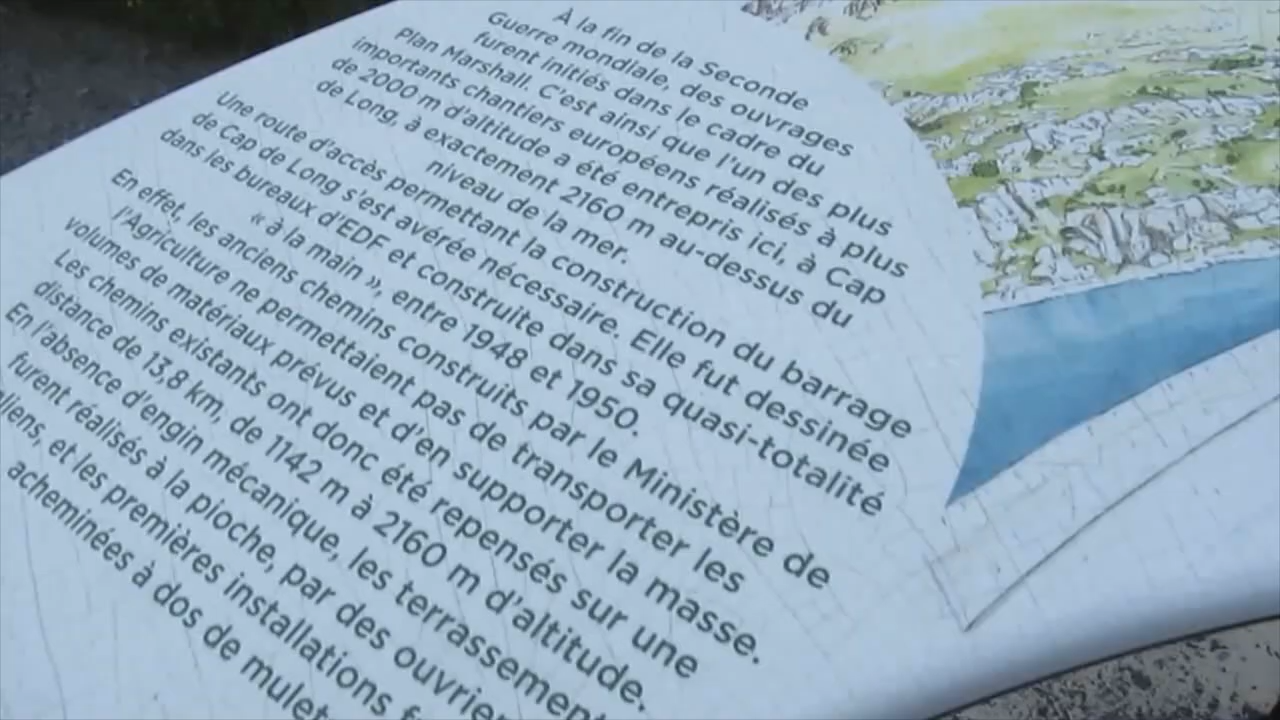 À la fin de la Seconde
Guerre mondiale, des ouvrages
furent initiés dans le cadre du
Plan Marshall. C'est ainsi que l'un des plus
importants chantiers européens réalisés à plus
de 2000 m d'altitude a été entrepris ici, à Cap
de Long, à exactement 2160 m au-dessus du
niveau de la mer.
Une route d'accès permettant la construction du barrage
de Cap de Long s'est avérée nécessaire. Elle fut dessinée
dans les bureaux d'EDF et construite dans sa quasi-totalité
« à la main », entre 1948 et 1950.
En effet, les anciens chemins construits par le Ministère de
l'Agriculture ne permettaient pas de transporter les
volumes de matériaux prévus et d'en supporter la masse.
Les chemins existants ont donc été repensés sur une
distance de 13,8 km, de 1142 m à 2160 m d'altitude.
En l'absence d'engin mécanique, les terrassement
furent réalisés à la pioche, par des ouvrie
liens, et les premières installations f
acheminées à dos de mulet